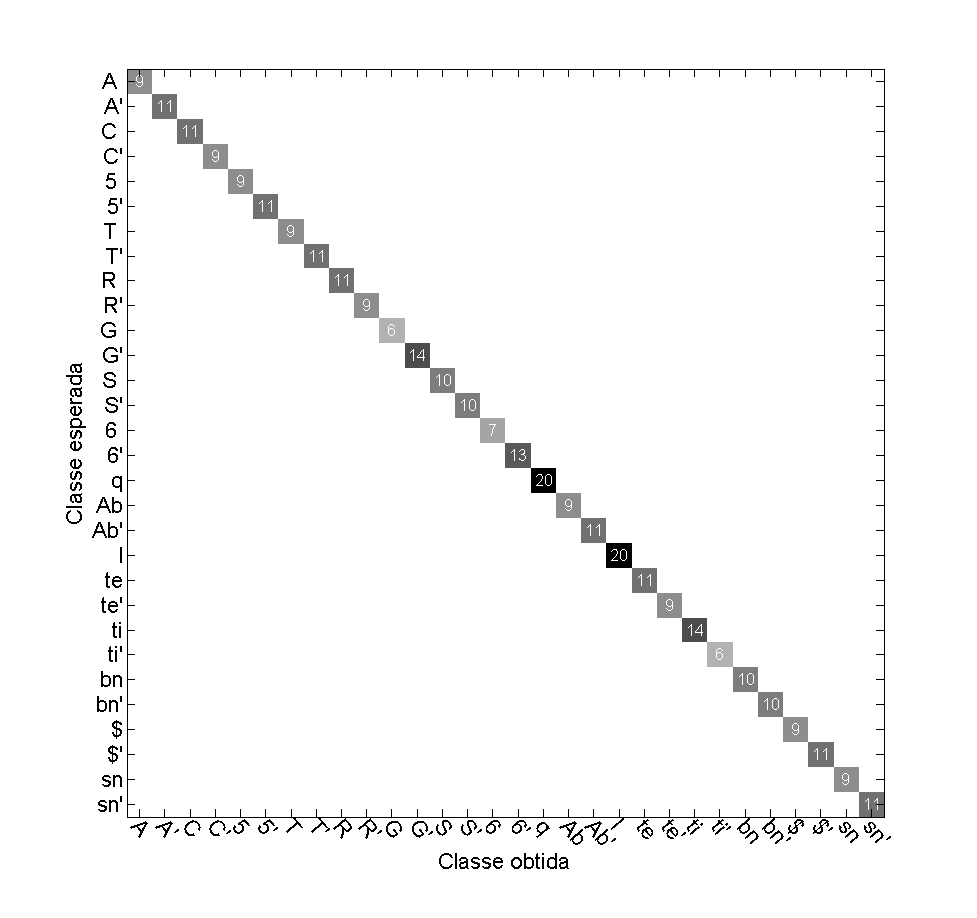 A 9
A' 11
C 11
C' 9
5 9
5' 11
T 9
T' 11
R 11
R' 9
G 6
G' 14
S 10
S' 10
6 7
6' 13
q 20
Ab 9
Ab' 11
l 20
te 11
te' 9
ti 14
ti' 6
bn 10
bn' 10
$ 9
$' 11
sn 9
sn' 11
Classe esperada
A A' C C' 5 5' T T' R R' G G' S S' 6 6' q Ab Ab' l te te' ti ti' bn bn' $ $' sn sn'
Classe obtida